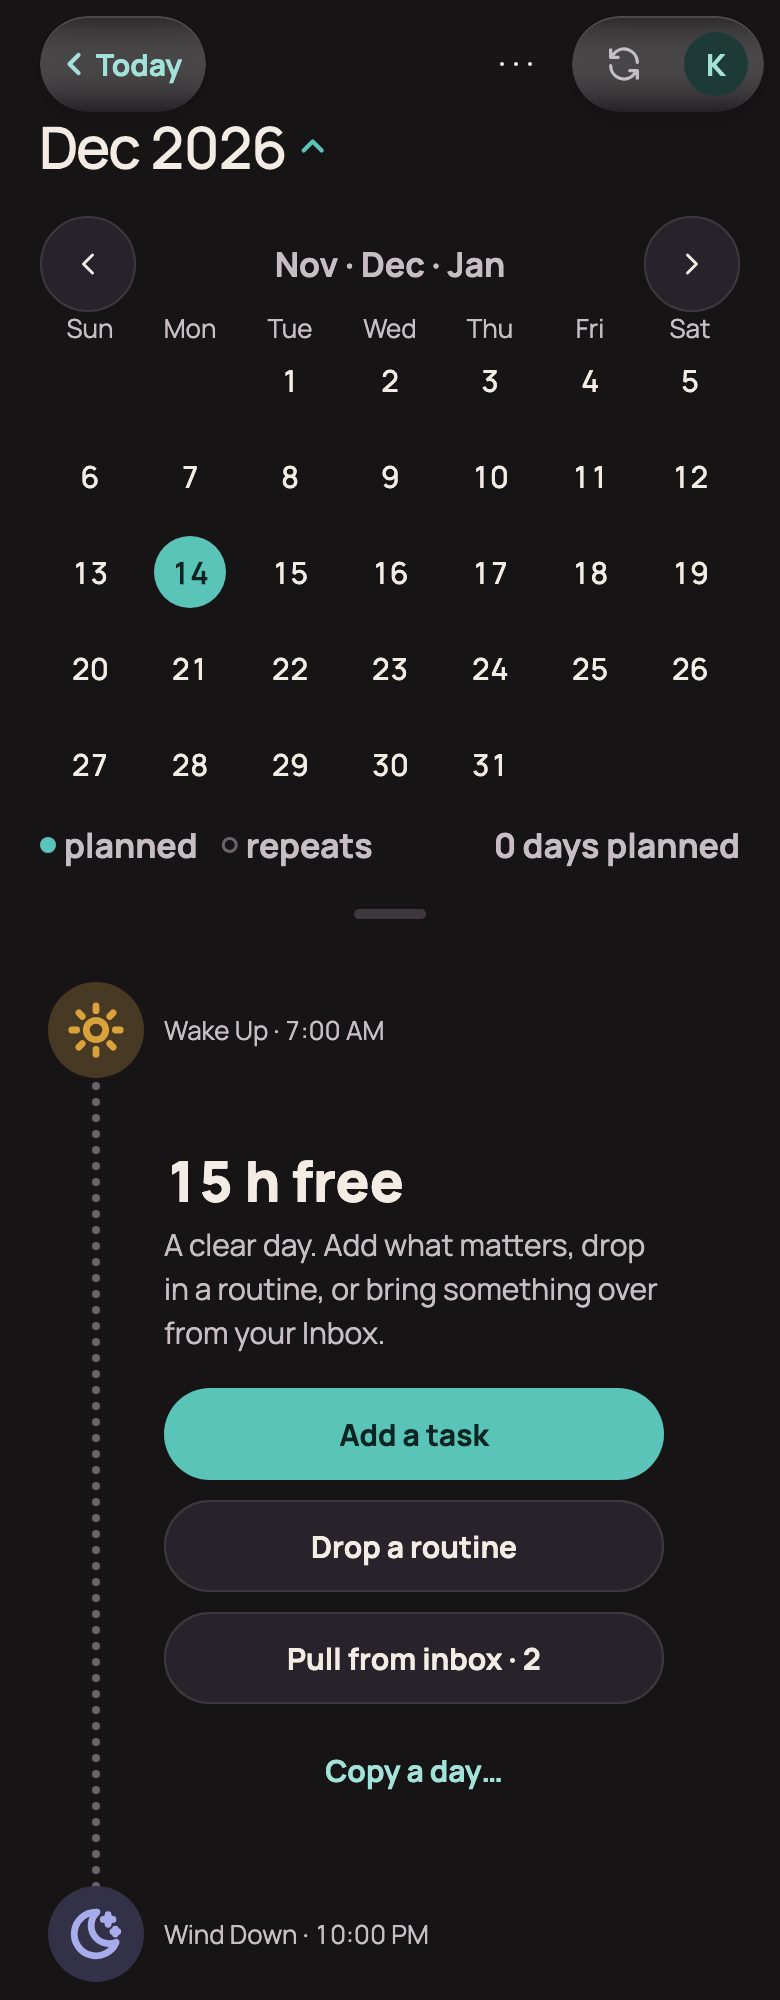 Today
...
K
Dec 2026
Nov · Dec · Jan
Sun Mon Tue Wed Thu Fri Sat
1 2 3 4 5
6 7 8 9 10 11 12
13 14 15 16 17 18 19
20 21 22 23 24 25 26
27 28 29 30 31
planned repeats 0 days planned
Wake Up · 7:00 AM
15 h free
A clear day. Add what matters, drop
in a routine, or bring something over
from your Inbox.
Add a task
Drop a routine
Pull from inbox · 2
Copy a day...
Wind Down · 10:00 PM